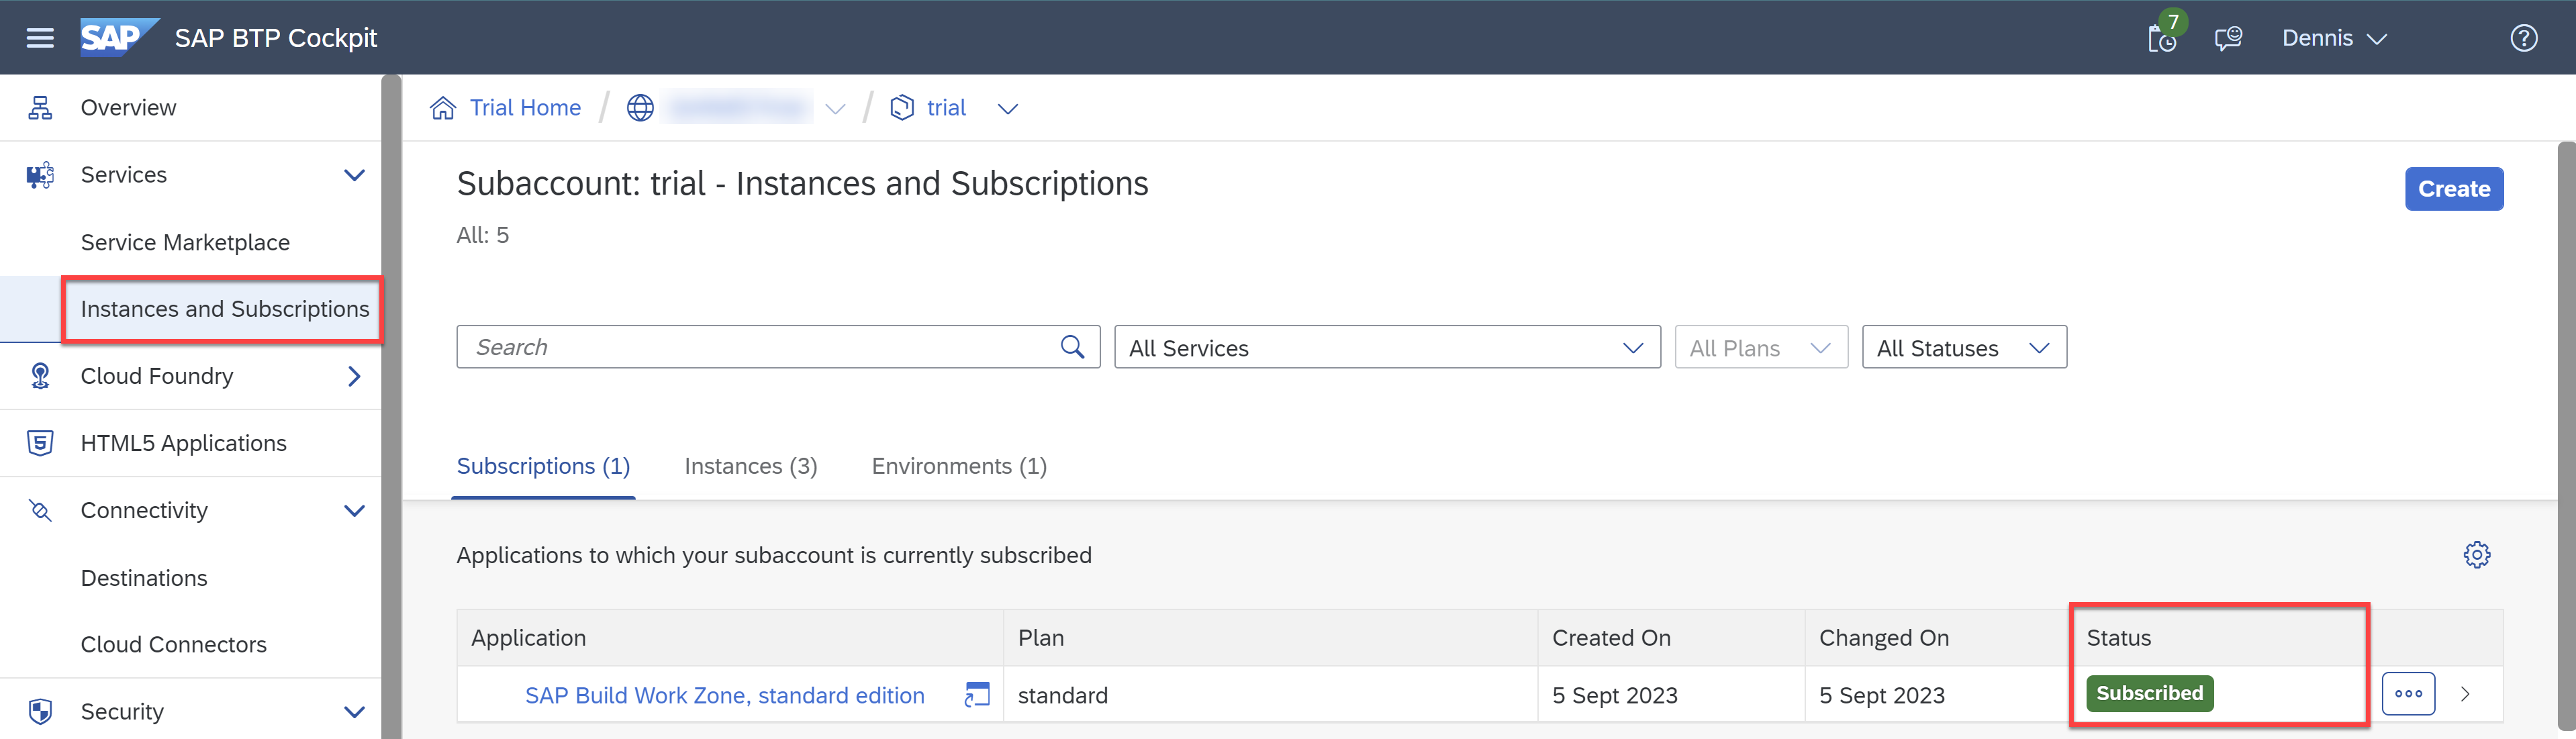 SAP SAP BTP Cockpit 7 Dennis
Overview
Services
Service Marketplace
Instances and Subscriptions
Cloud Foundry
HTML5 Applications
Connectivity
Destinations
Cloud Connectors
Security
Trial Home / / trial
Subaccount: trial - Instances and Subscriptions
Create
All: 5
Search All Services All Plans All Statuses
Subscriptions (1) Instances (3) Environments (1)
Applications to which your subaccount is currently subscribed
Application Plan Created On Changed On Status
SAP Build Work Zone, standard edition standard 5 Sept 2023 5 Sept 2023 Subscribed